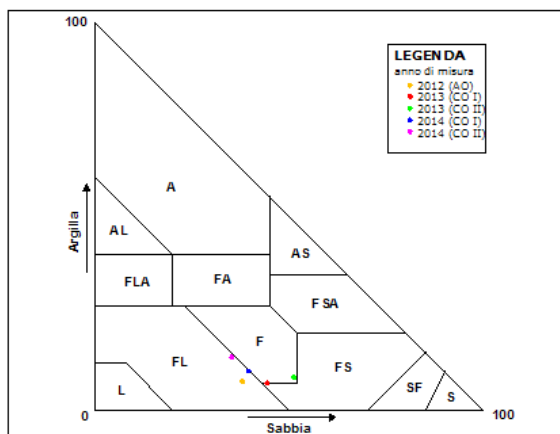 100
LEGENDA
anno di misura
2012 (AO)
2013 (CO I)
2013 (CO II)
2014 (CO I)
2014 (CO II)
A
Argilla
AL
AS
FLA
FA
FSA
F
FL
FS
L
SF
S
0
Sabbia
100